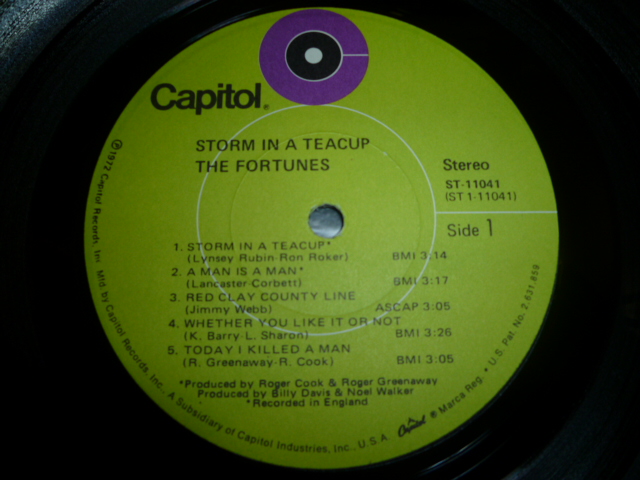 Capitol®
STORM IN A TEACUP
THE FORTUNES
Stereo
ST-11041
(ST 1-11041)
Side 1
1. STORM IN A TEACUP*
(Lynsey Rubin-Ron Roker) BMI 3:14
2. A MAN IS A MAN*
(Lancaster-Corbett) BMI 3:17
3. RED CLAY COUNTY LINE
(Jimmy Webb) ASCAP 3:05
4. WHETHER YOU LIKE IT OR NOT
(K. Barry-L. Sharon) BMI 3:26
5. TODAY I KILLED A MAN
(R. Greenaway-R. Cook) BMI 3:05
*Produced by Roger Cook & Roger Greenaway
Produced by Billy Davis & Noel Walker
*Recorded in England
℗1972 Capitol Records, Inc.
Mfd. by Capitol Records, Inc., A Subsidiary of Capitol Industries, Inc., U.S.A. Capitol ® Marca Reg. • U.S. Pat. No. 2,631,859